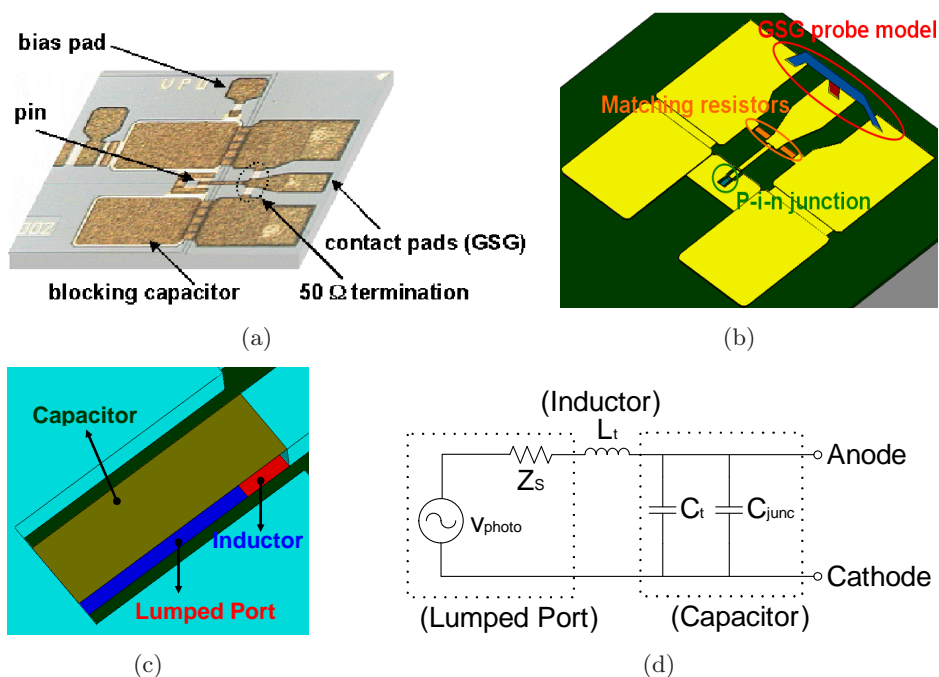 bias pad
pin
blocking capacitor
50 Ω termination
contact pads (GSG)
(a)
GSG probe model
Matching resistors
P-i-n junction
(b)
Capacitor
Inductor
Lumped Port
(c)
(Inductor)
Lt
ZS
Vphoto
Ct
Cjunc
Anode
Cathode
(Lumped Port)
(Capacitor)
(d)